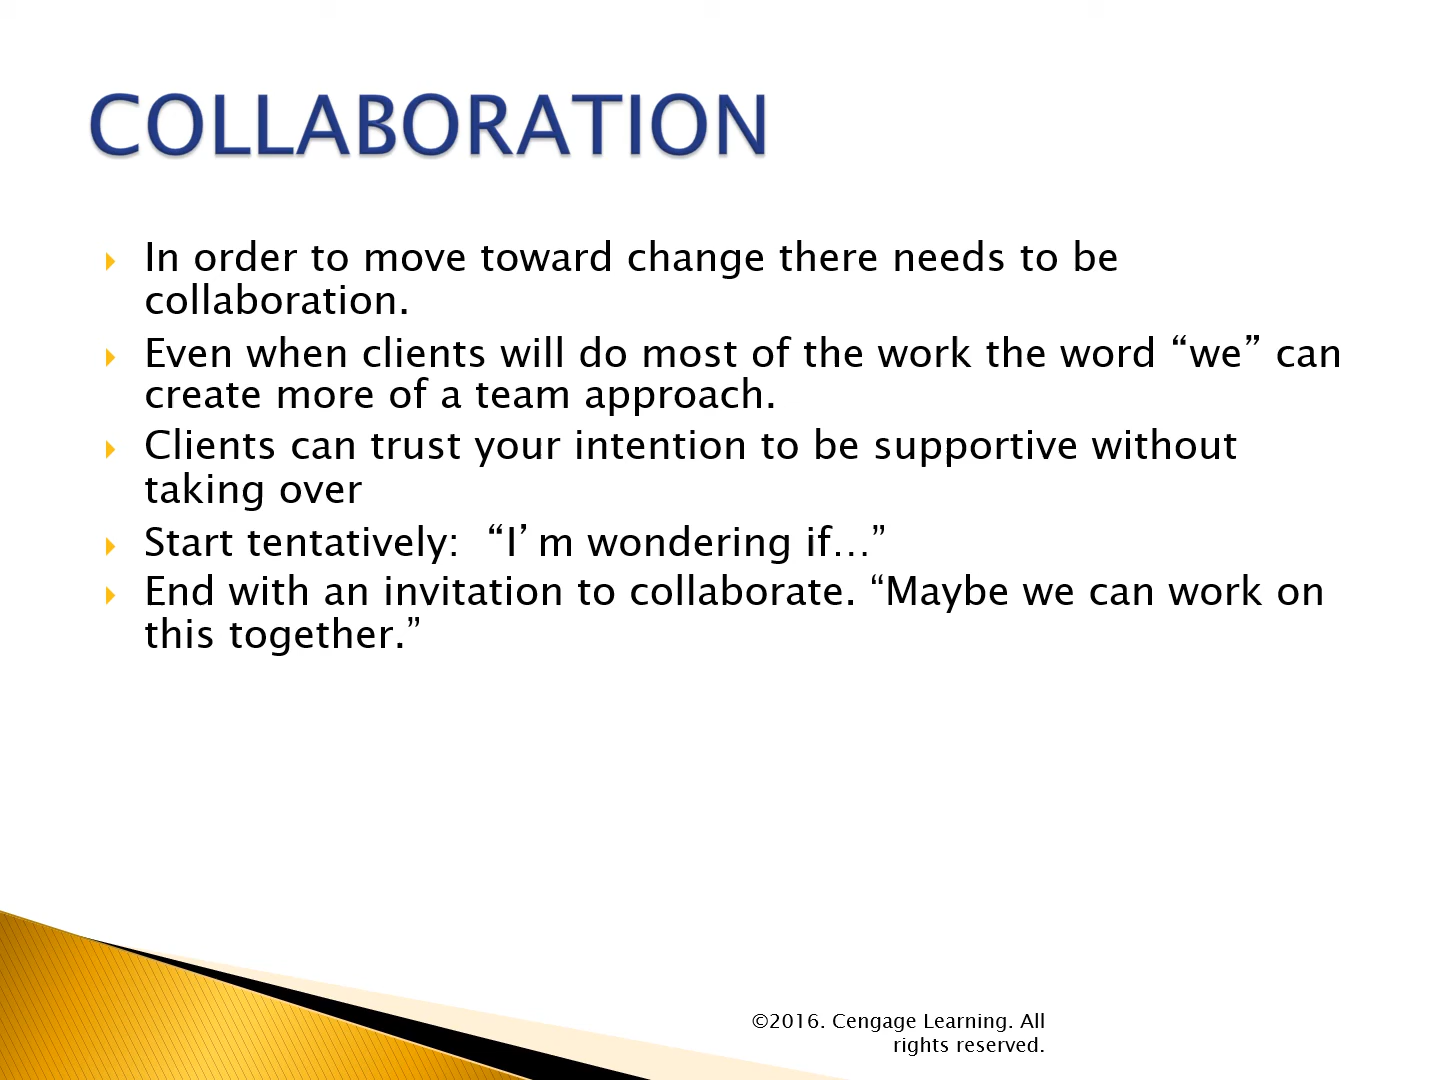 COLLABORATION
In order to move toward change there needs to be
collaboration.
Even when clients will do most of the work the word “we” can
create more of a team approach.
Clients can trust your intention to be supportive without
taking over
Start tentatively:  “I’ m wondering if…”
End with an invitation to collaborate. “Maybe we can work on
this together.”
©2016. Cengage Learning. All
rights reserved.